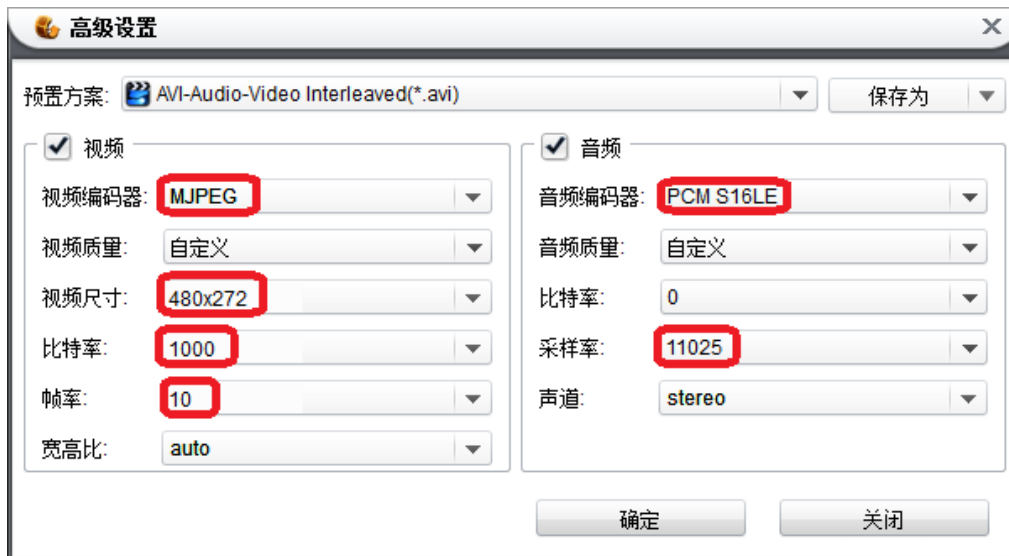 高级设置
预置方案: AVI-Audio-Video Interleaved(*.avi) 保存为
视频 音频
视频编码器: MJPEG 音频编码器: PCM S16LE
视频质量: 自定义 音频质量: 自定义
视频尺寸: 480x272 比特率: 0
比特率: 1000 采样率: 11025
帧率: 10 声道: stereo
宽高比: auto
确定 关闭